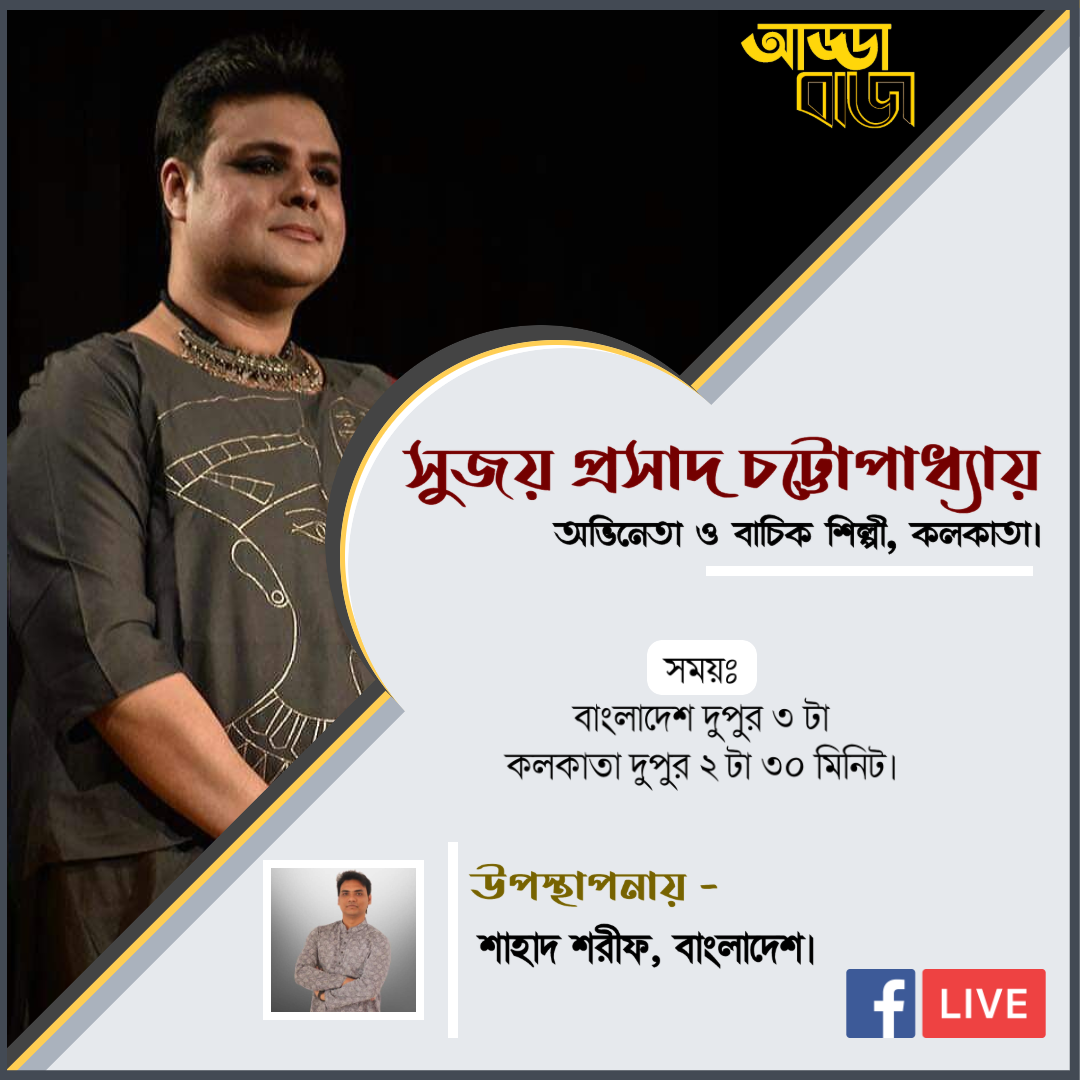 আড্ডা
বাজ
সুজয় প্রসাদ চট্টোপাধ্যায়
অভিনেতা ও বাচিক শিল্পী, কলকাতা।
সময়ঃ
বাংলাদেশ দুপুর ৩ টা
কলকাতা দুপুর ২ টা ৩০ মিনিট।
উপস্থাপনায় -
শাহাদ শরীফ, বাংলাদেশ।
f LIVE